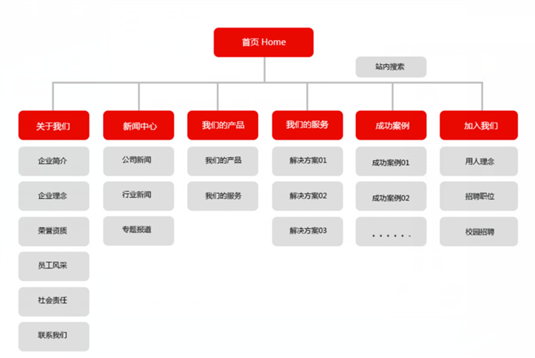 首页 Home
站内搜索
关于我们
新闻中心
我们的产品
我们的服务
成功案例
加入我们
企业简介
公司新闻
我们的产品
解决方案01
成功案例01
用人理念
企业理念
行业新闻
我们的服务
解决方案02
成功案例02
招聘职位
荣誉资质
专题报道
解决方案03
......
校园招聘
员工风采
社会责任
联系我们